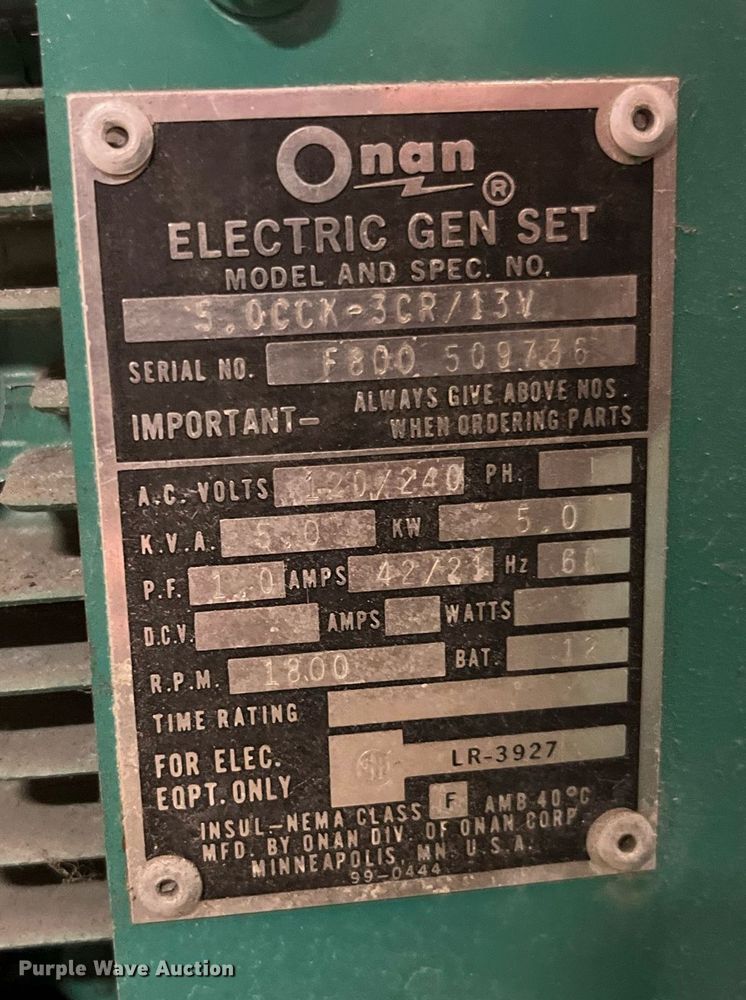 Onan ®
ELECTRIC GEN SET
MODEL AND SPEC. NO.
5.0CCK-3CR/13V
SERIAL NO. F800 509736
IMPORTANT— ALWAYS GIVE ABOVE NOS.
WHEN ORDERING PARTS
A.C. VOLTS 120/240 PH. 1
K.V.A. 5.0 KW 5.0
P.F. 1.0 AMPS 42/21 Hz 60
D.C.V. AMPS WATTS
R.P.M. 1800 BAT. 12
TIME RATING
FOR ELEC.
EQPT. ONLY
LR-3927
INSUL—NEMA CLASS F AMB 40°C
MFD. BY ONAN DIV. OF ONAN CORP.
MINNEAPOLIS, MN. U.S.A.
99-0444
Purple Wave Auction